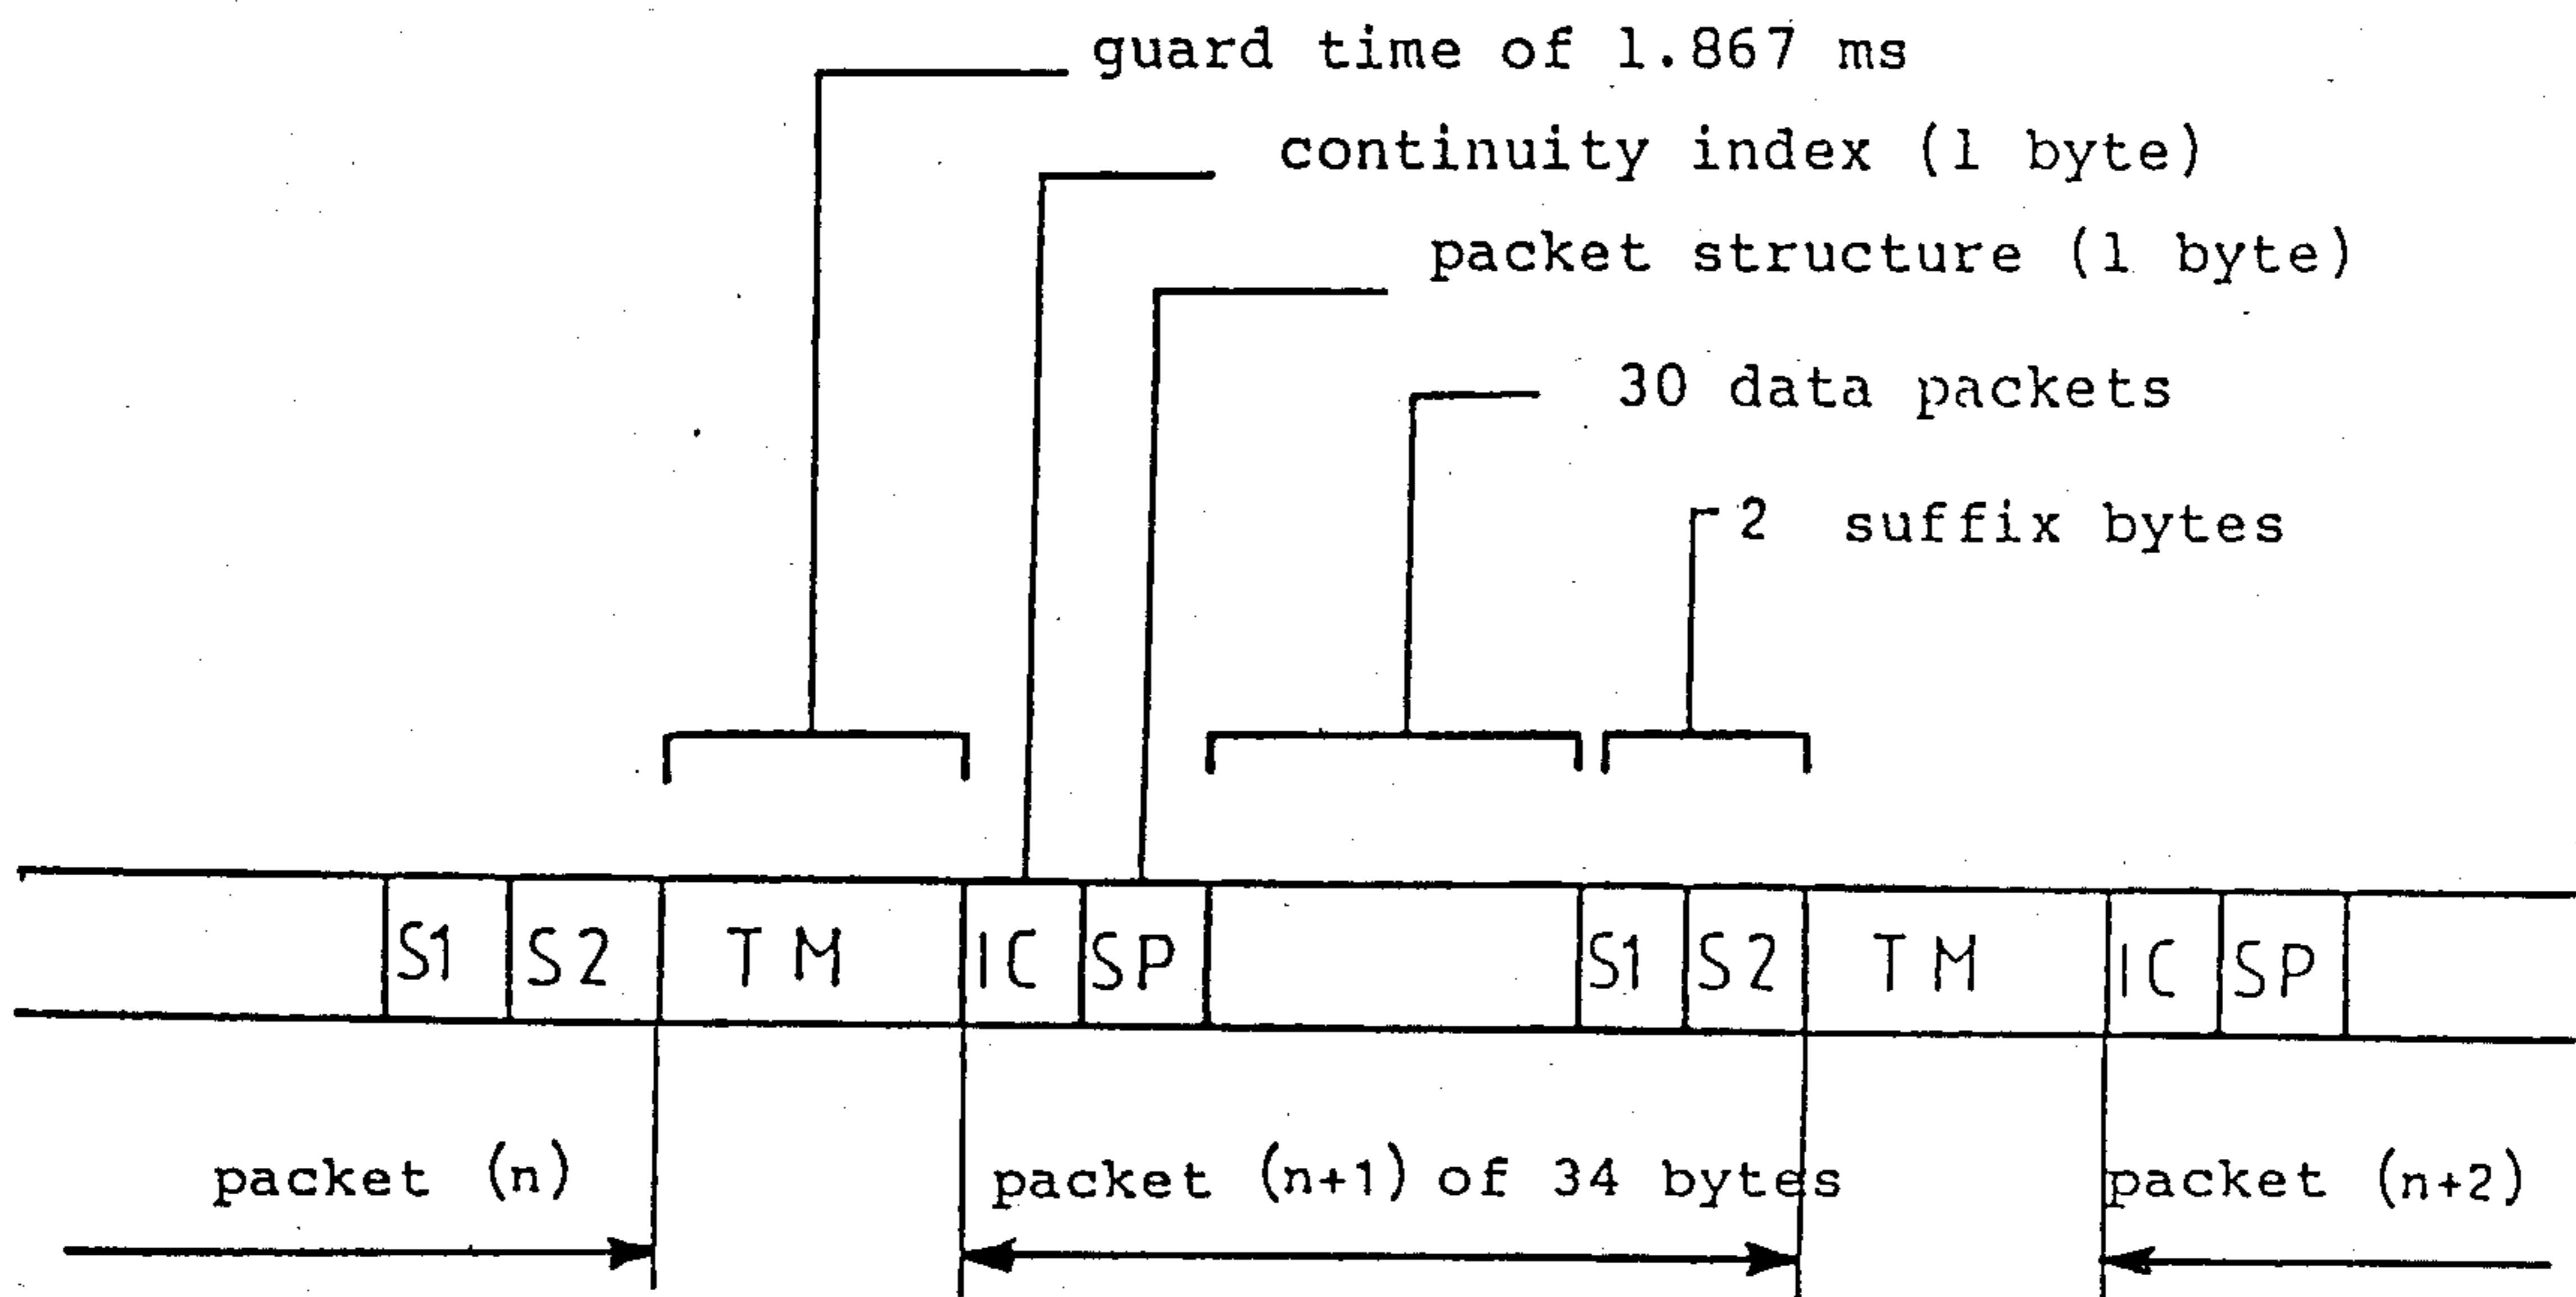 guard time of 1.867 ms
continuity index (1 byte)
packet structure (1 byte)
30 data packets
2 suffix bytes
S1 S2 TM IC SP S1 S2 TM IC SP
packet (n) packet (n+1) of 34 bytes packet (n+2)